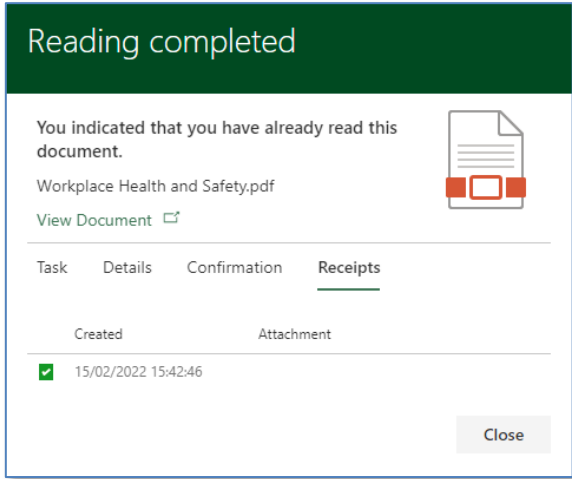 Reading completed
You indicated that you have already read this
document.
Workplace Health and Safety.pdf
View Document
Task Details Confirmation Receipts
Created Attachment
15/02/2022 15:42:46
Close